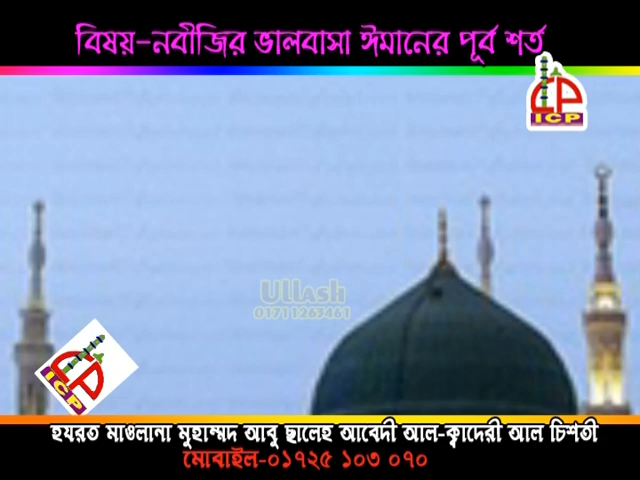 বিষয়-নবীজির ভালবাসা ঈমানের পূর্ব শর্ত
ICP
Ullash
01711263461
ICP
হযরত মাওলানা মুহাম্মদ আবু ছালেহ আবেদী আল-ক্বাদেরী আল চিশতী
মোবাইল-০১৭২৫ ১০৩ ০৭০